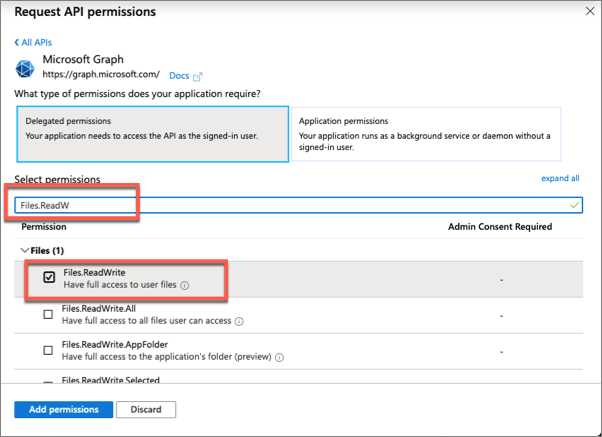 Request API permissions
All APIs
Microsoft Graph
https://graph.microsoft.com/ Docs
What type of permissions does your application require?
Delegated permissions
Your application needs to access the API as the signed-in user.
Application permissions
Your application runs as a background service or daemon without a
signed-in user.
Select permissions
expand all
Files.ReadW
Permission Admin Consent Required
Files (1)
Files.ReadWrite
Have full access to user files
-
Files.ReadWrite.All
Have full access to all files user can access
-
Files.ReadWrite.AppFolder
Have full access to the application's folder (preview)
-
Files.ReadWrite.Selected
Add permissions Discard